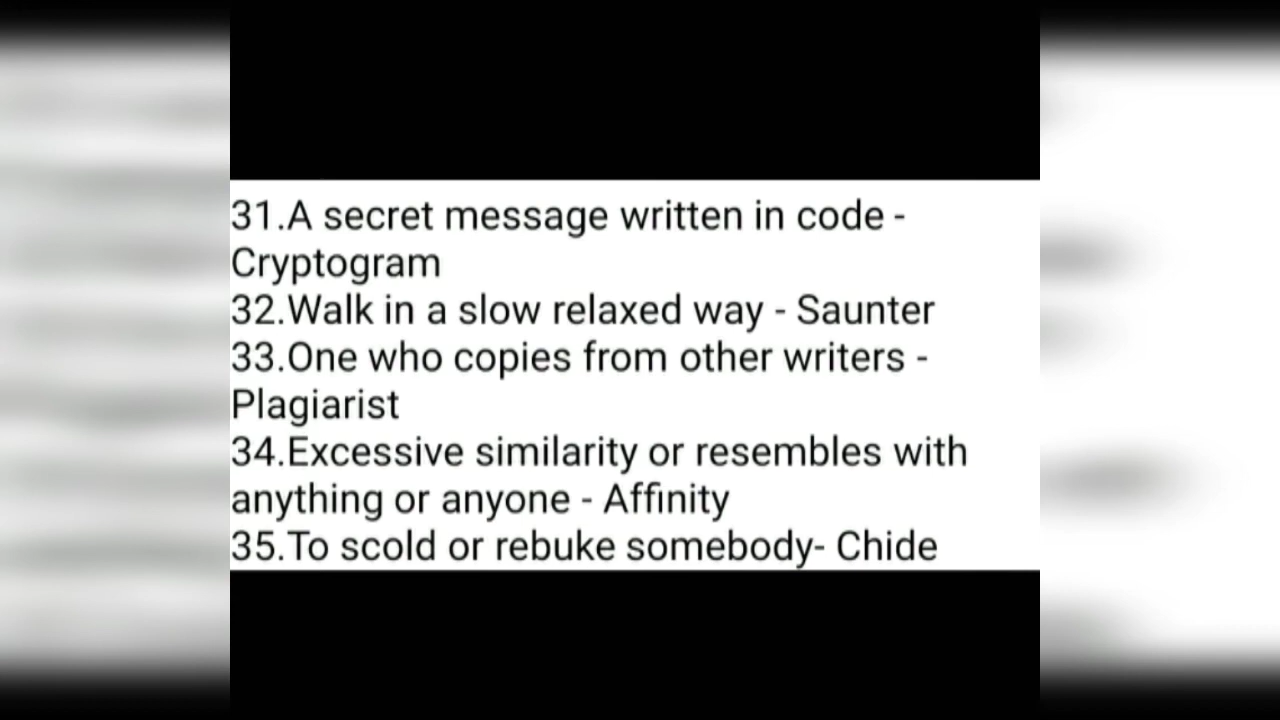 31.A secret message written in code -
Cryptogram
32.Walk in a slow relaxed way - Saunter
33.One who copies from other writers -
Plagiarist
34.Excessive similarity or resembles with
anything or anyone - Affinity
35.To scold or rebuke somebody- Chide